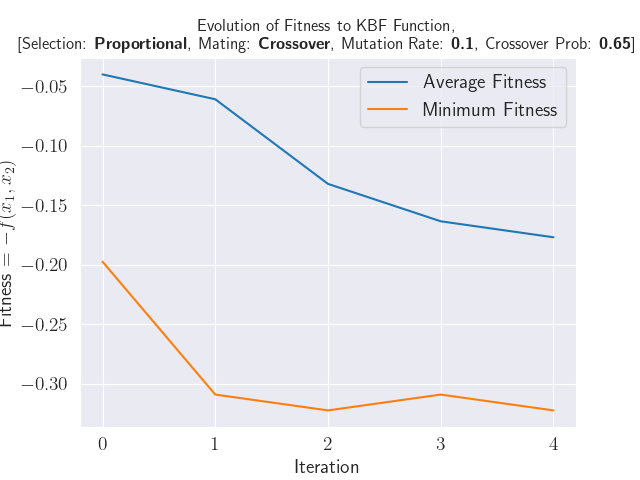 Evolution of Fitness to KBF Function,
[Selection: Proportional, Mating: Crossover, Mutation Rate: 0.1, Crossover Prob: 0.65]
Average Fitness
Minimum Fitness
−0.05
−0.10
−0.15
−0.20
−0.25
−0.30
Fitness = −f(x₁, x₂)
0 1 2 3 4
Iteration